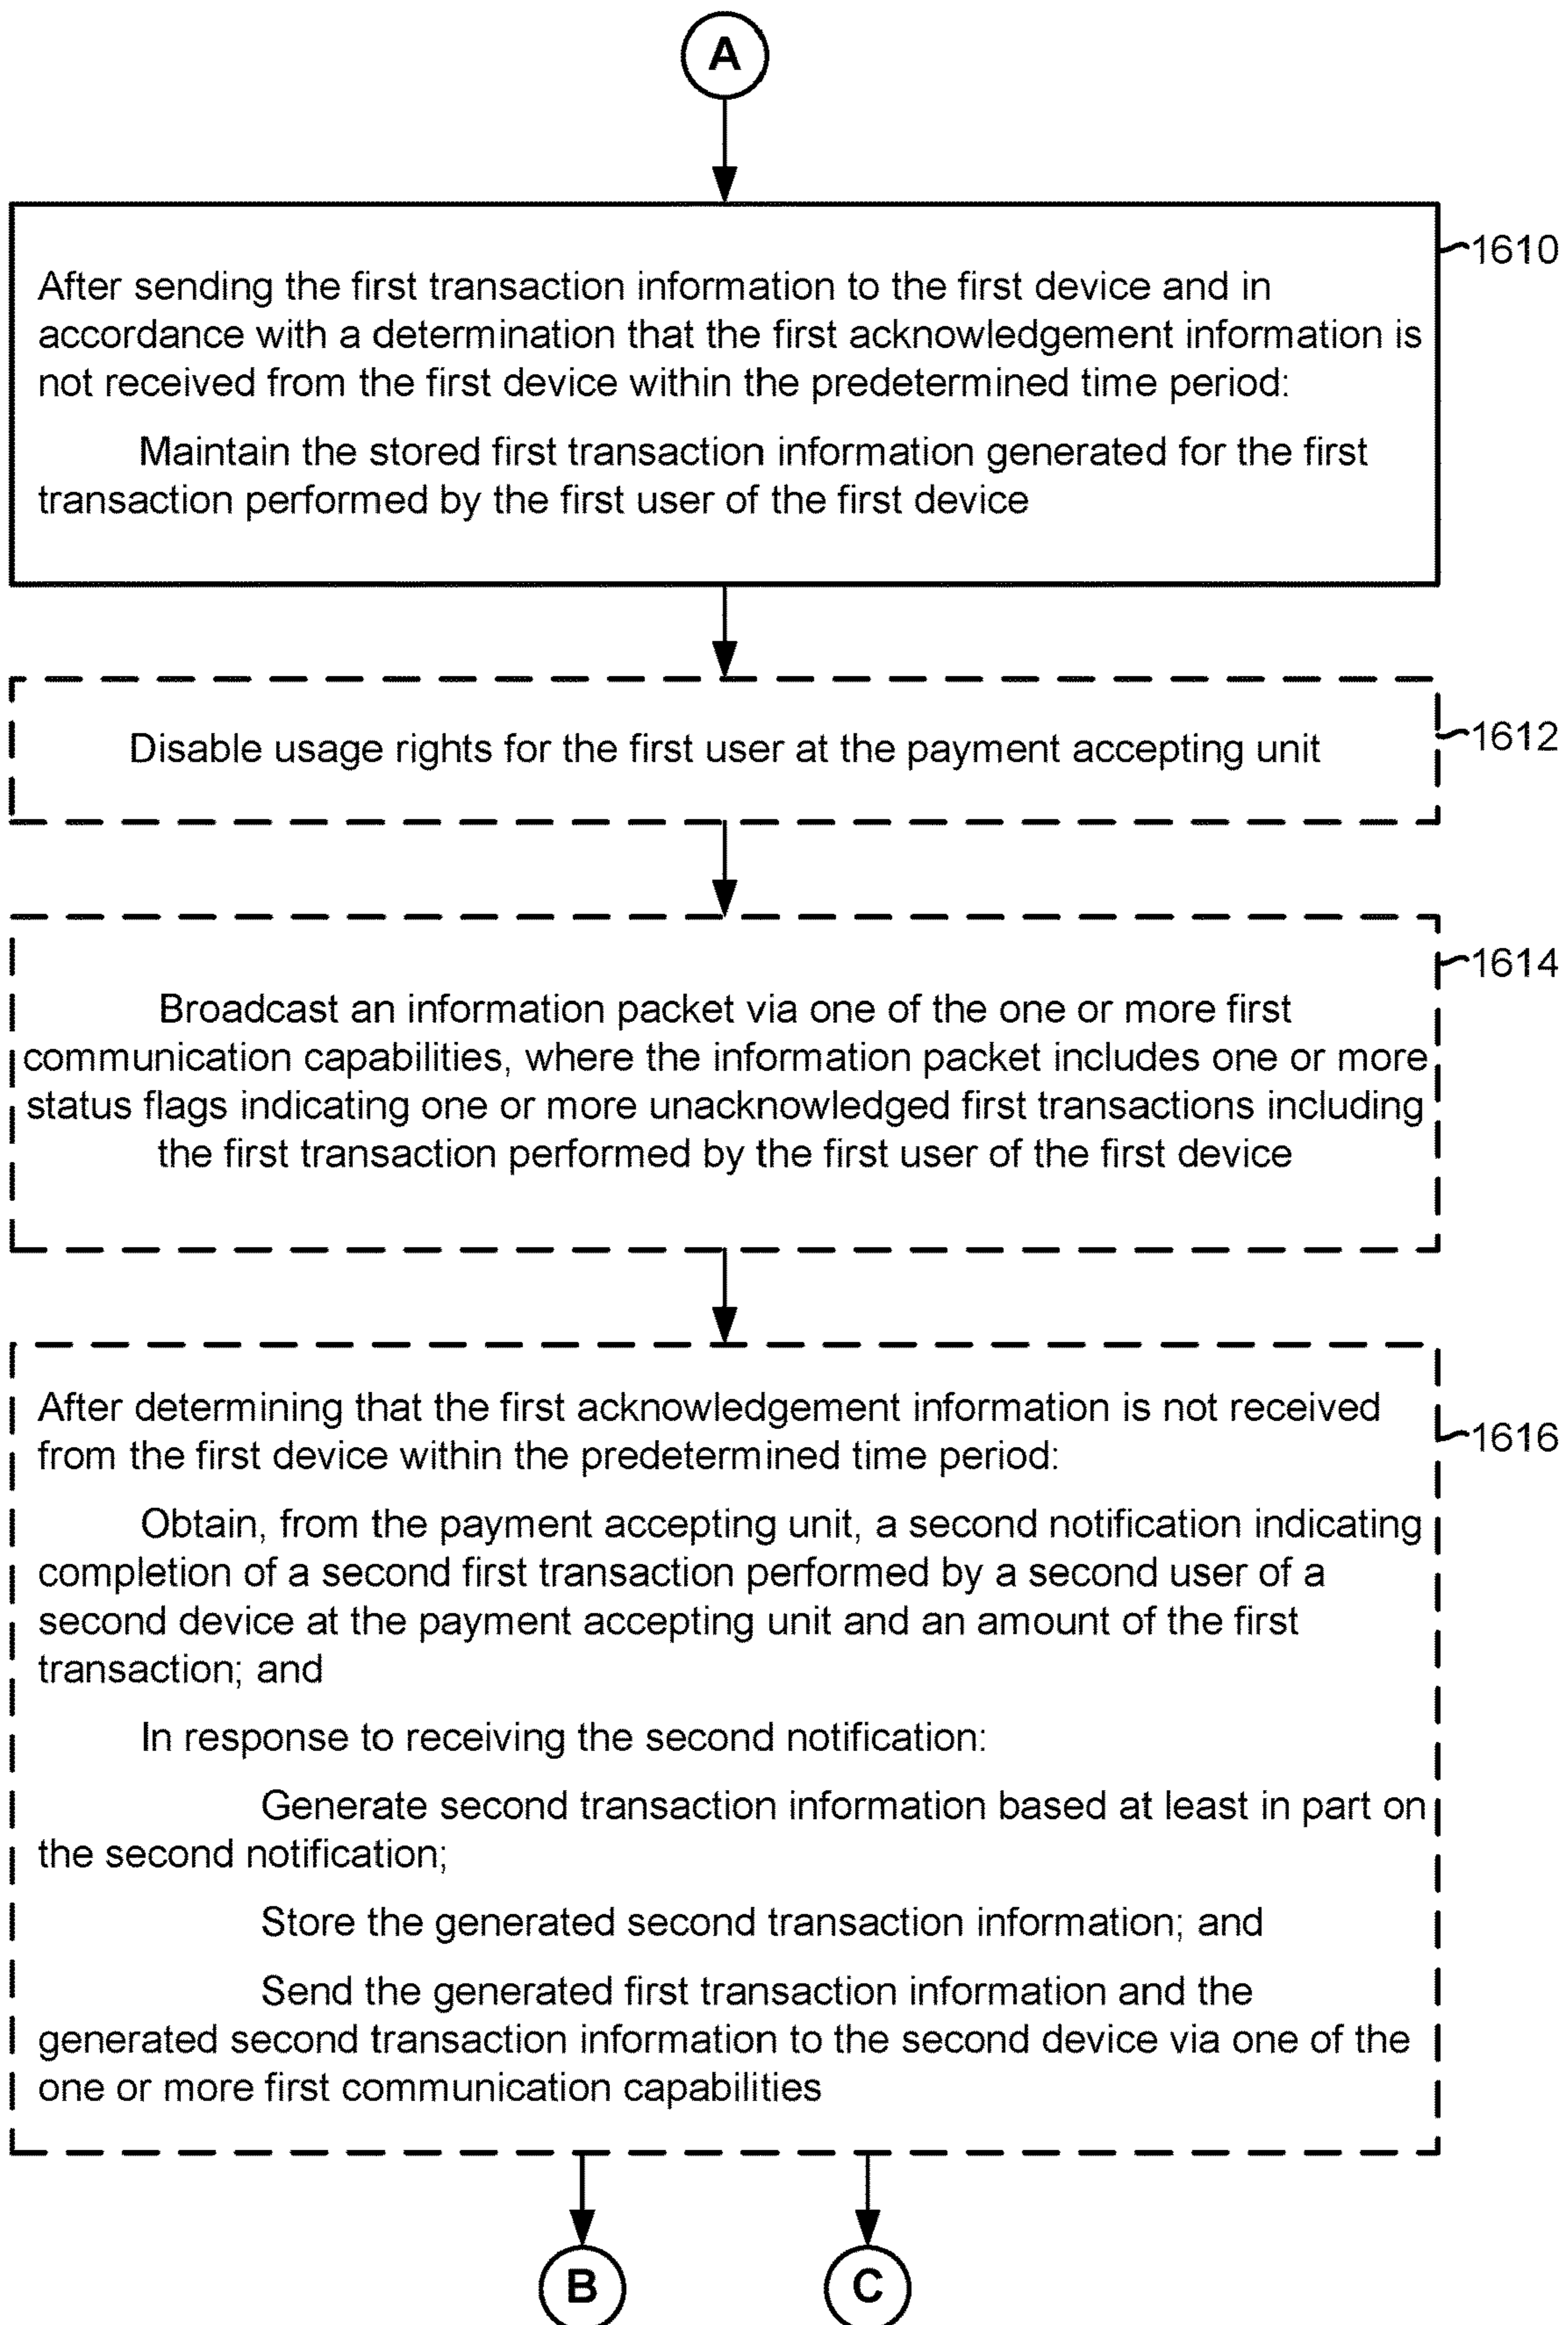 A
1610
After sending the first transaction information to the first device and in
accordance with a determination that the first acknowledgement information is
not received from the first device within the predetermined time period:
Maintain the stored first transaction information generated for the first
transaction performed by the first user of the first device
1612
Disable usage rights for the first user at the payment accepting unit
1614
Broadcast an information packet via one of the one or more first
communication capabilities, where the information packet includes one or more
status flags indicating one or more unacknowledged first transactions including
the first transaction performed by the first user of the first device
1616
After determining that the first acknowledgement information is not received
from the first device within the predetermined time period:
Obtain, from the payment accepting unit, a second notification indicating
completion of a second first transaction performed by a second user of a
second device at the payment accepting unit and an amount of the first
transaction; and
In response to receiving the second notification:
Generate second transaction information based at least in part on
the second notification;
Store the generated second transaction information; and
Send the generated first transaction information and the
generated second transaction information to the second device via one of the
one or more first communication capabilities
B
C